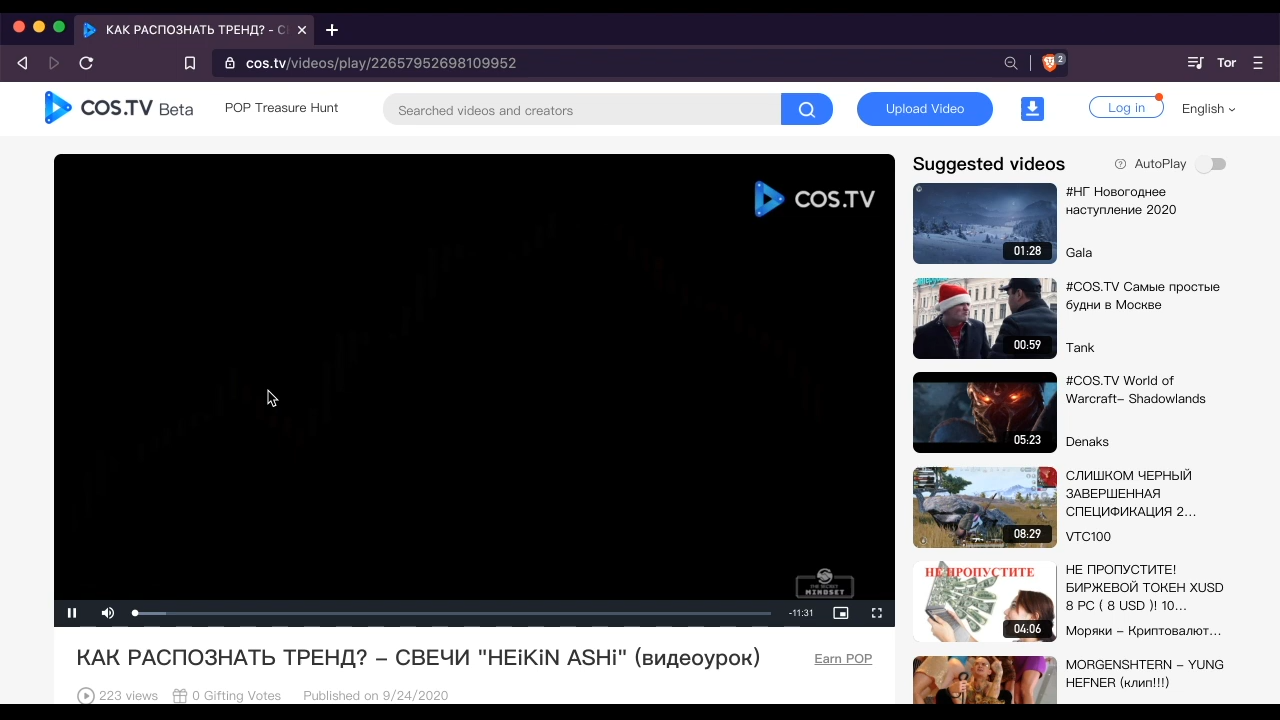 КАК РАСПОЗНАТЬ ТРЕНД? - С
cos.tv/videos/play/22657952698109952
2
Tor
COS.TV Beta
POP Treasure Hunt
Searched videos and creators
Upload Video
Log in
English
COS.TV
THE SECRET
MINDSET
-11:31
КАК РАСПОЗНАТЬ ТРЕНД? - СВЕЧИ "HEiKiN ASHi" (видеоурок)
Earn POP
223 views
0 Gifting Votes
Published on 9/24/2020
Suggested videos
AutoPlay
01:28
#НГ Новогоднее
наступление 2020
Gala
00:59
#COS.TV Самые простые
будни в Москве
Tank
05:23
#COS.TV World of
Warcraft- Shadowlands
Denaks
08:29
СЛИШКОМ ЧЕРНЫЙ
ЗАВЕРШЕННАЯ
СПЕЦИФИКАЦИЯ 2...
VTC100
НЕ ПРОПУСТИТЕ
04:06
НЕ ПРОПУСТИТЕ!
БИРЖЕВОЙ ТОКЕН XUSD
8 PC ( 8 USD )! 10...
Моряки - Криптовалют...
MORGENSHTERN - YUNG
HEFNER (клип!!!)